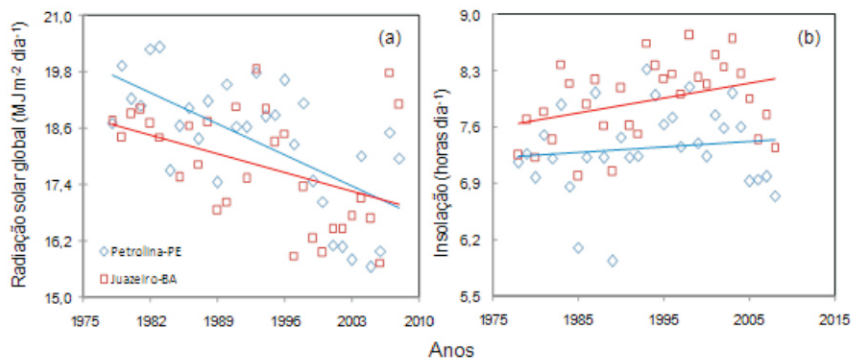 (a)
Radiação solar global (MJ m-² dia-¹)
21,0
19,8
18,6
17,4
16,2
15,0
Petrolina-PE
Juazeiro-BA
1975 1982 1989 1996 2003 2010
(b)
Insolação (horas dia-¹)
9,0
8,3
7,6
6,9
6,2
5,5
1975 1985 1995 2005 2015
Anos